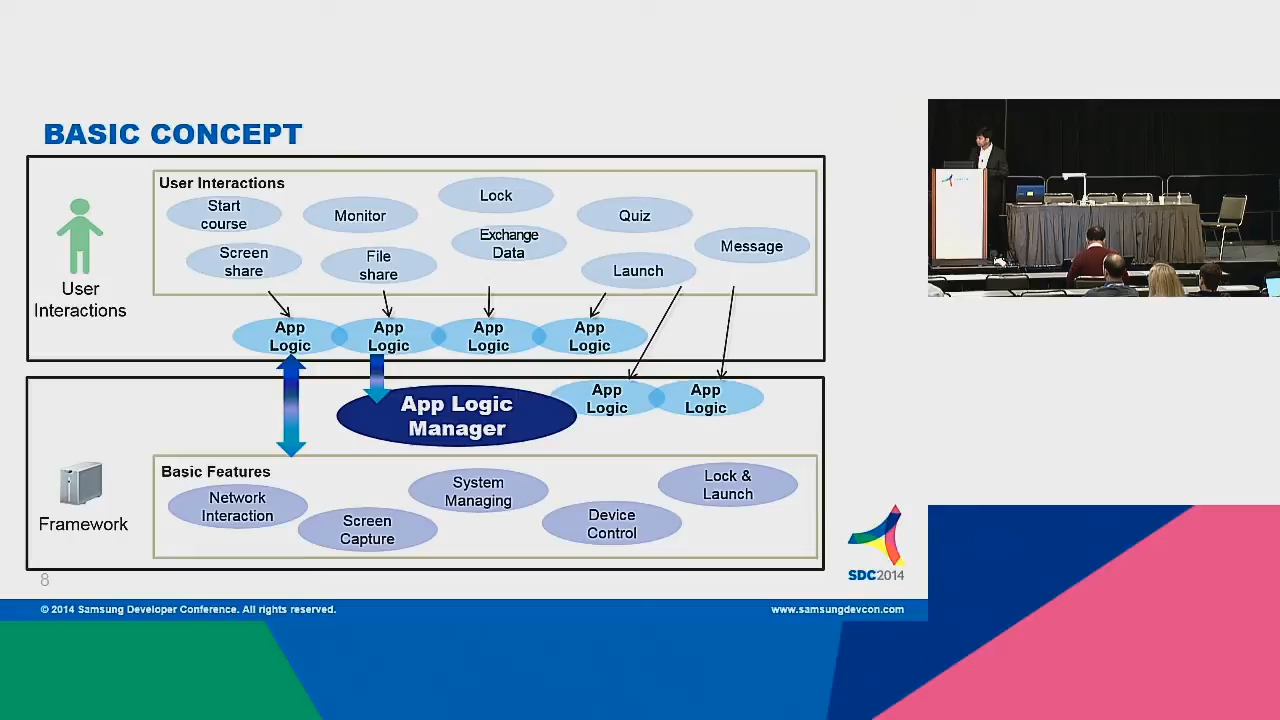 BASIC CONCEPT
User Interactions
Start
course
Monitor
Lock
Quiz
Screen
share
File
share
Exchange
Data
Launch
Message
User
Interactions
App
Logic
App
Logic
App
Logic
App
Logic
App
Logic
App
Logic
App Logic
Manager
Framework
Basic Features
Network
Interaction
Screen
Capture
System
Managing
Device
Control
Lock &
Launch
SDC2014
8
© 2014 Samsung Developer Conference. All rights reserved.
www.samsungdevcon.com